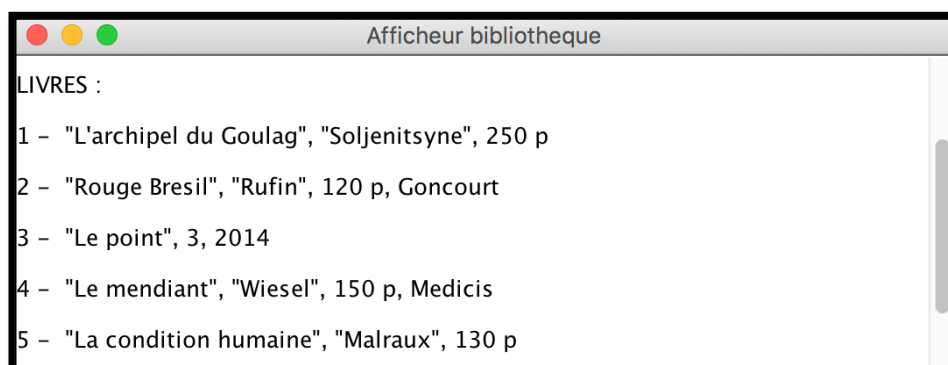 Afficheur bibliotheque
LIVRES :
1 – "L'archipel du Goulag", "Soljenitsyne", 250 p
2 – "Rouge Bresil", "Rufin", 120 p, Goncourt
3 – "Le point", 3, 2014
4 – "Le mendiant", "Wiesel", 150 p, Medicis
5 – "La condition humaine", "Malraux", 130 p